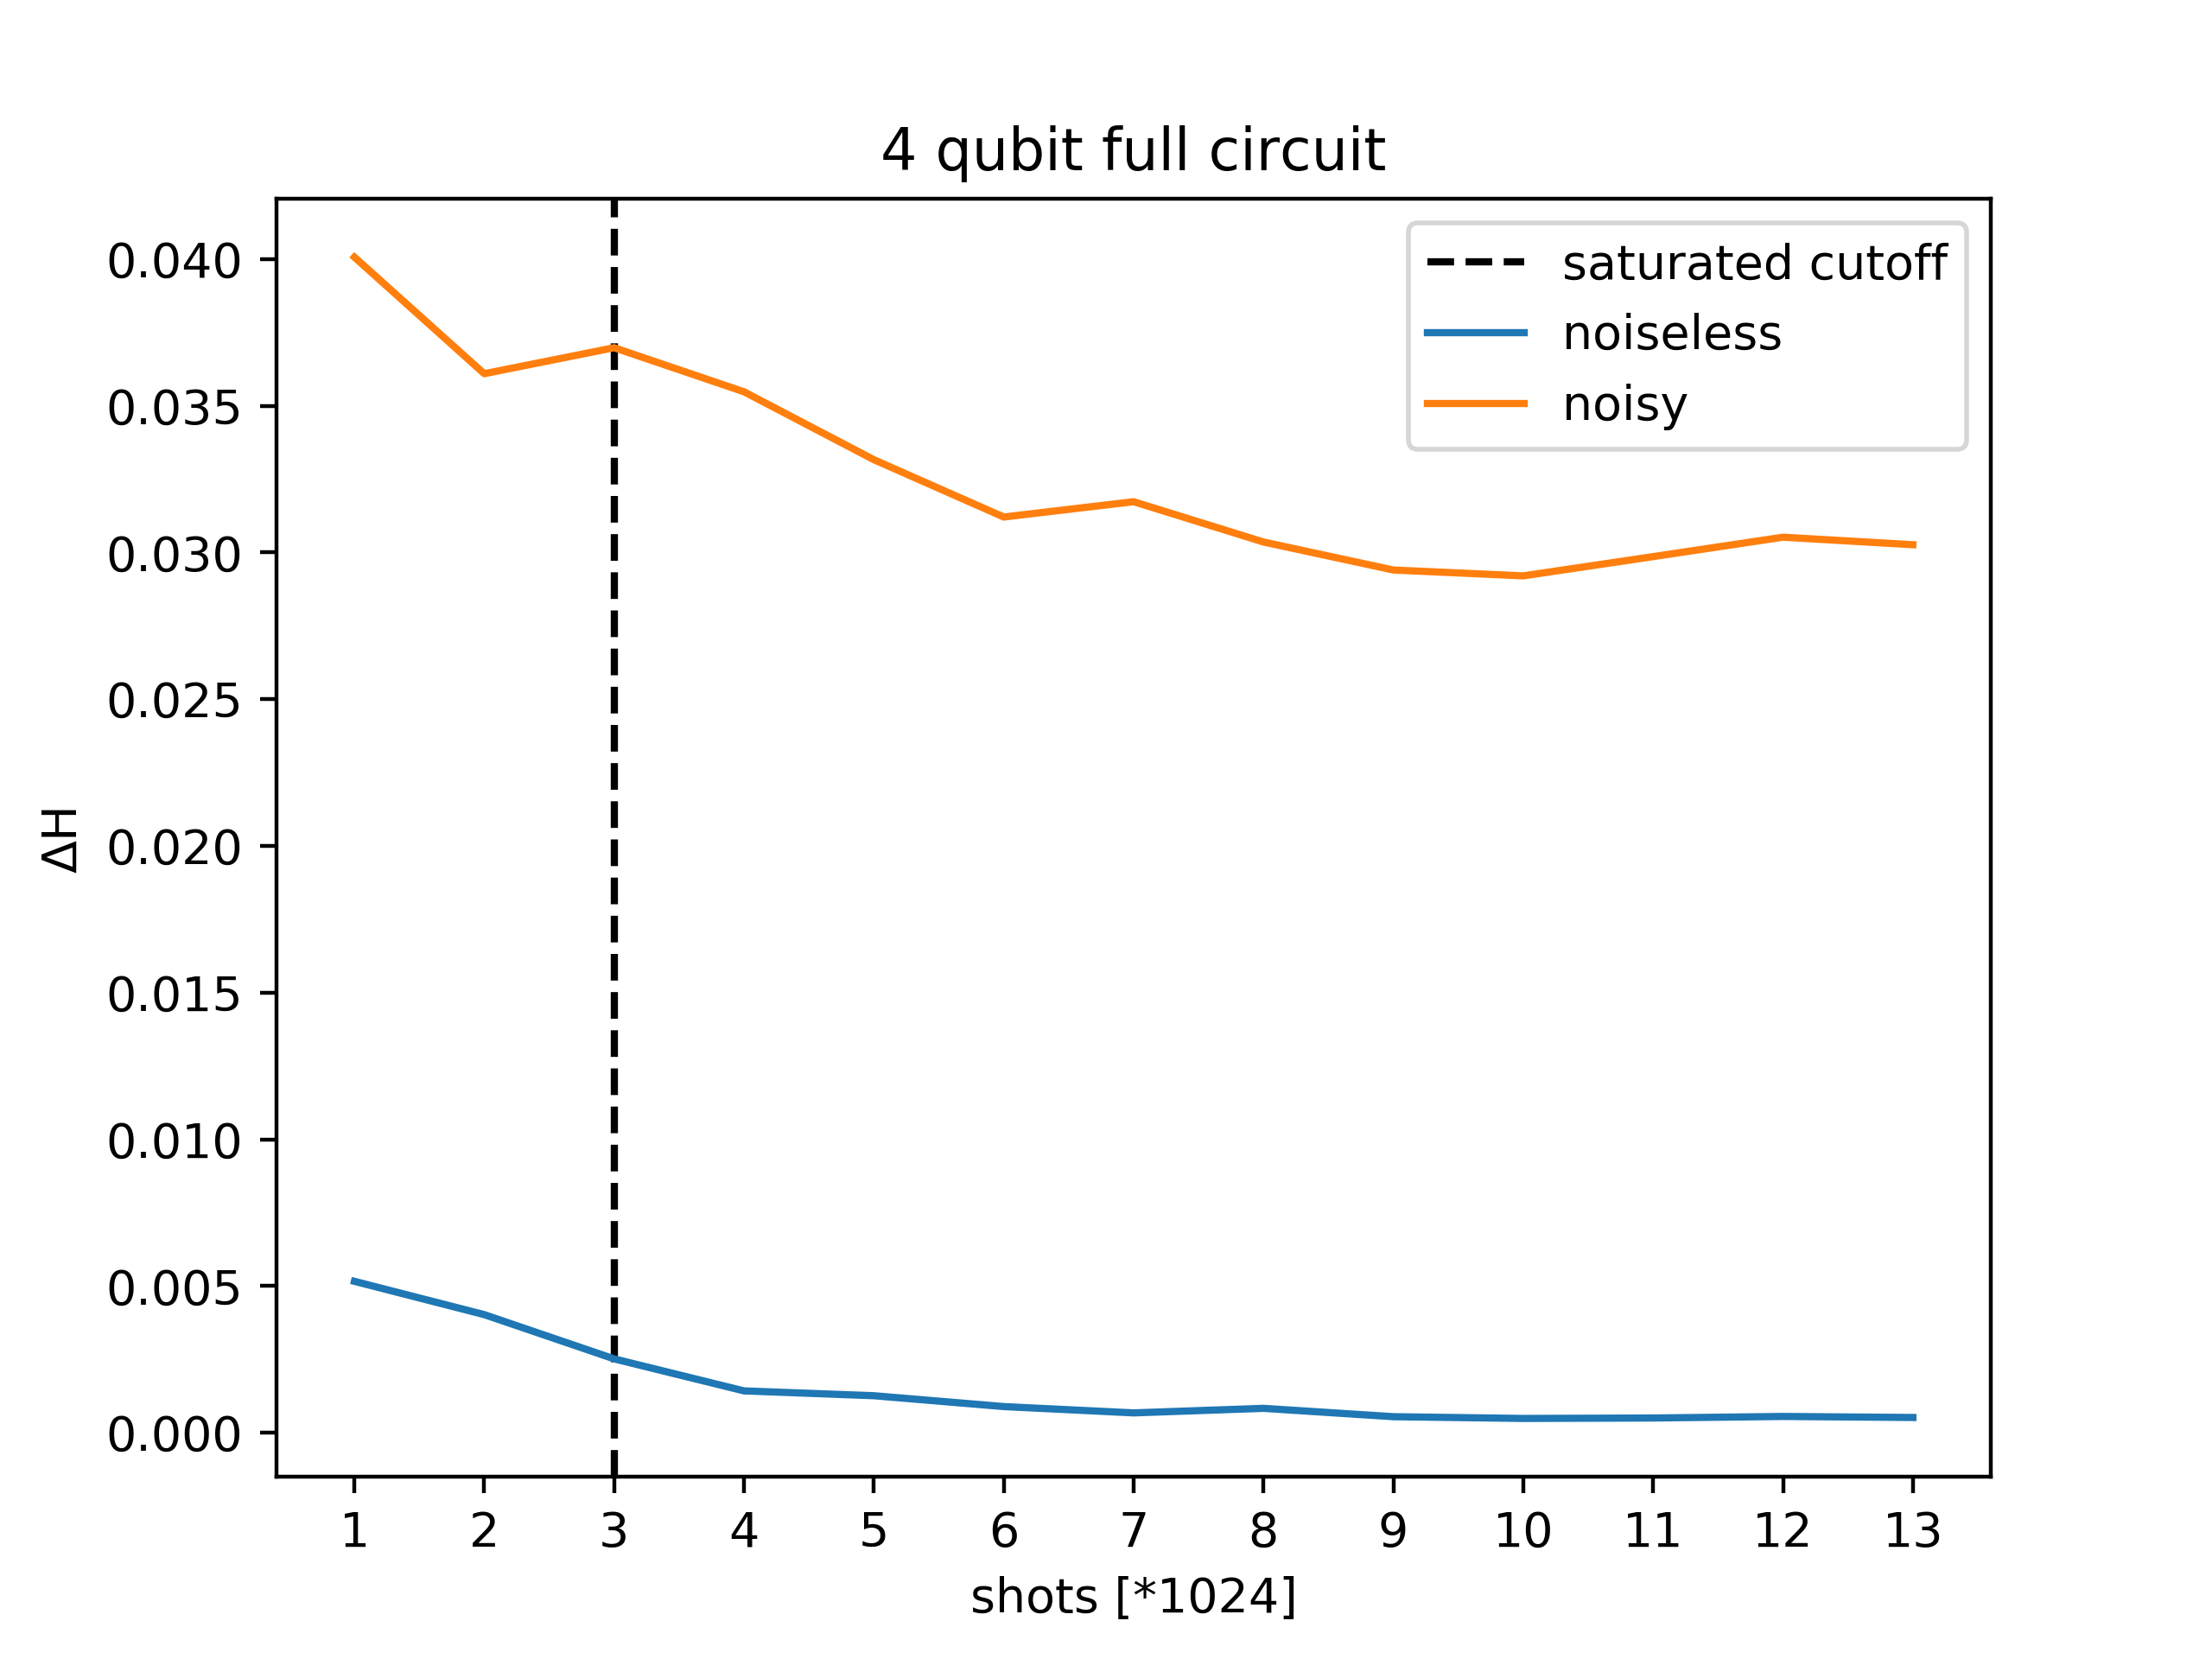 4 qubit full circuit
saturated cutoff
noiseless
noisy
0.040
0.035
0.030
0.025
0.020
0.015
0.010
0.005
0.000
ΔH
1 2 3 4 5 6 7 8 9 10 11 12 13
shots [*1024]